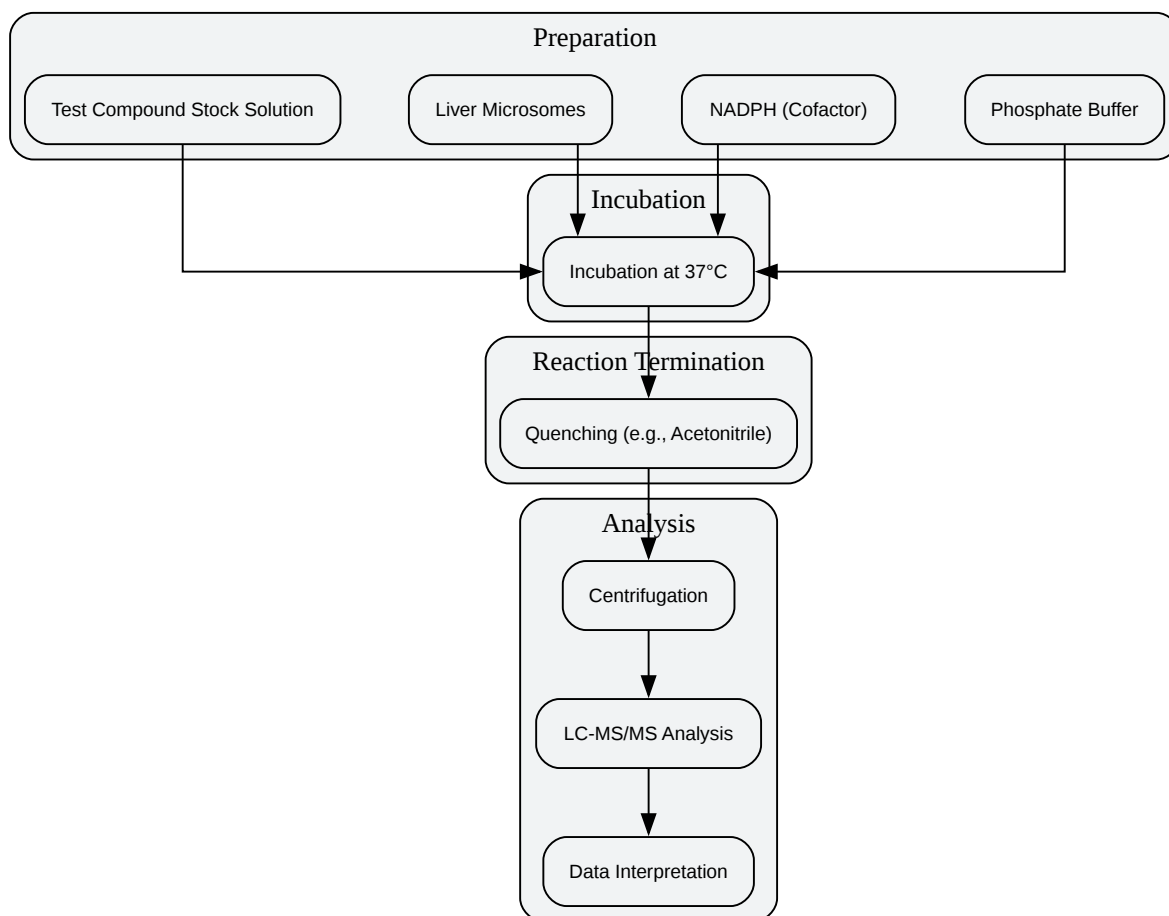 Preparation
Test Compound Stock Solution
Liver Microsomes
NADPH (Cofactor)
Phosphate Buffer
Incubation
Incubation at 37°C
Reaction Termination
Quenching (e.g., Acetonitrile)
Analysis
Centrifugation
LC-MS/MS Analysis
Data Interpretation